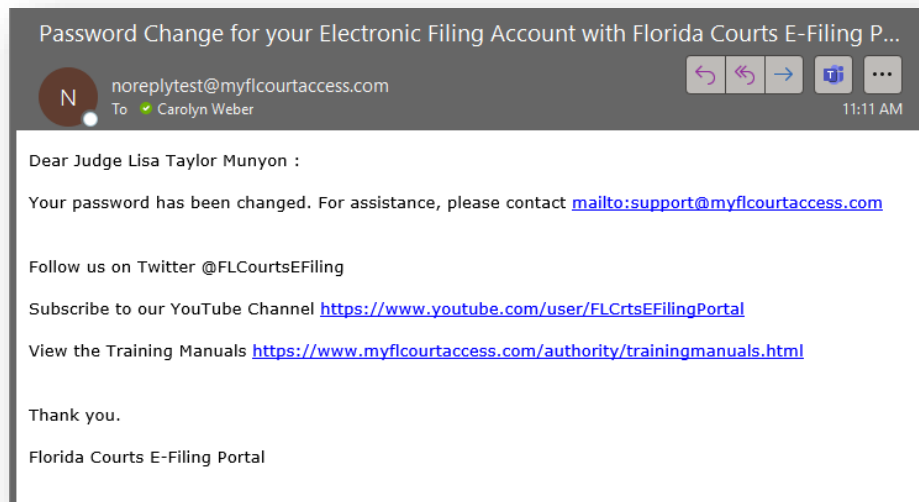 Password Change for your Electronic Filing Account with Florida Courts E-Filing P...
N
noreplytest@myflcourtaccess.com
To Carolyn Weber
11:11 AM
Dear Judge Lisa Taylor Munyon :
Your password has been changed. For assistance, please contact mailto:support@myflcourtaccess.com
Follow us on Twitter @FLCourtsEFiling
Subscribe to our YouTube Channel https://www.youtube.com/user/FLCrtsEFilingPortal
View the Training Manuals https://www.myflcourtaccess.com/authority/trainingmanuals.html
Thank you.
Florida Courts E-Filing Portal